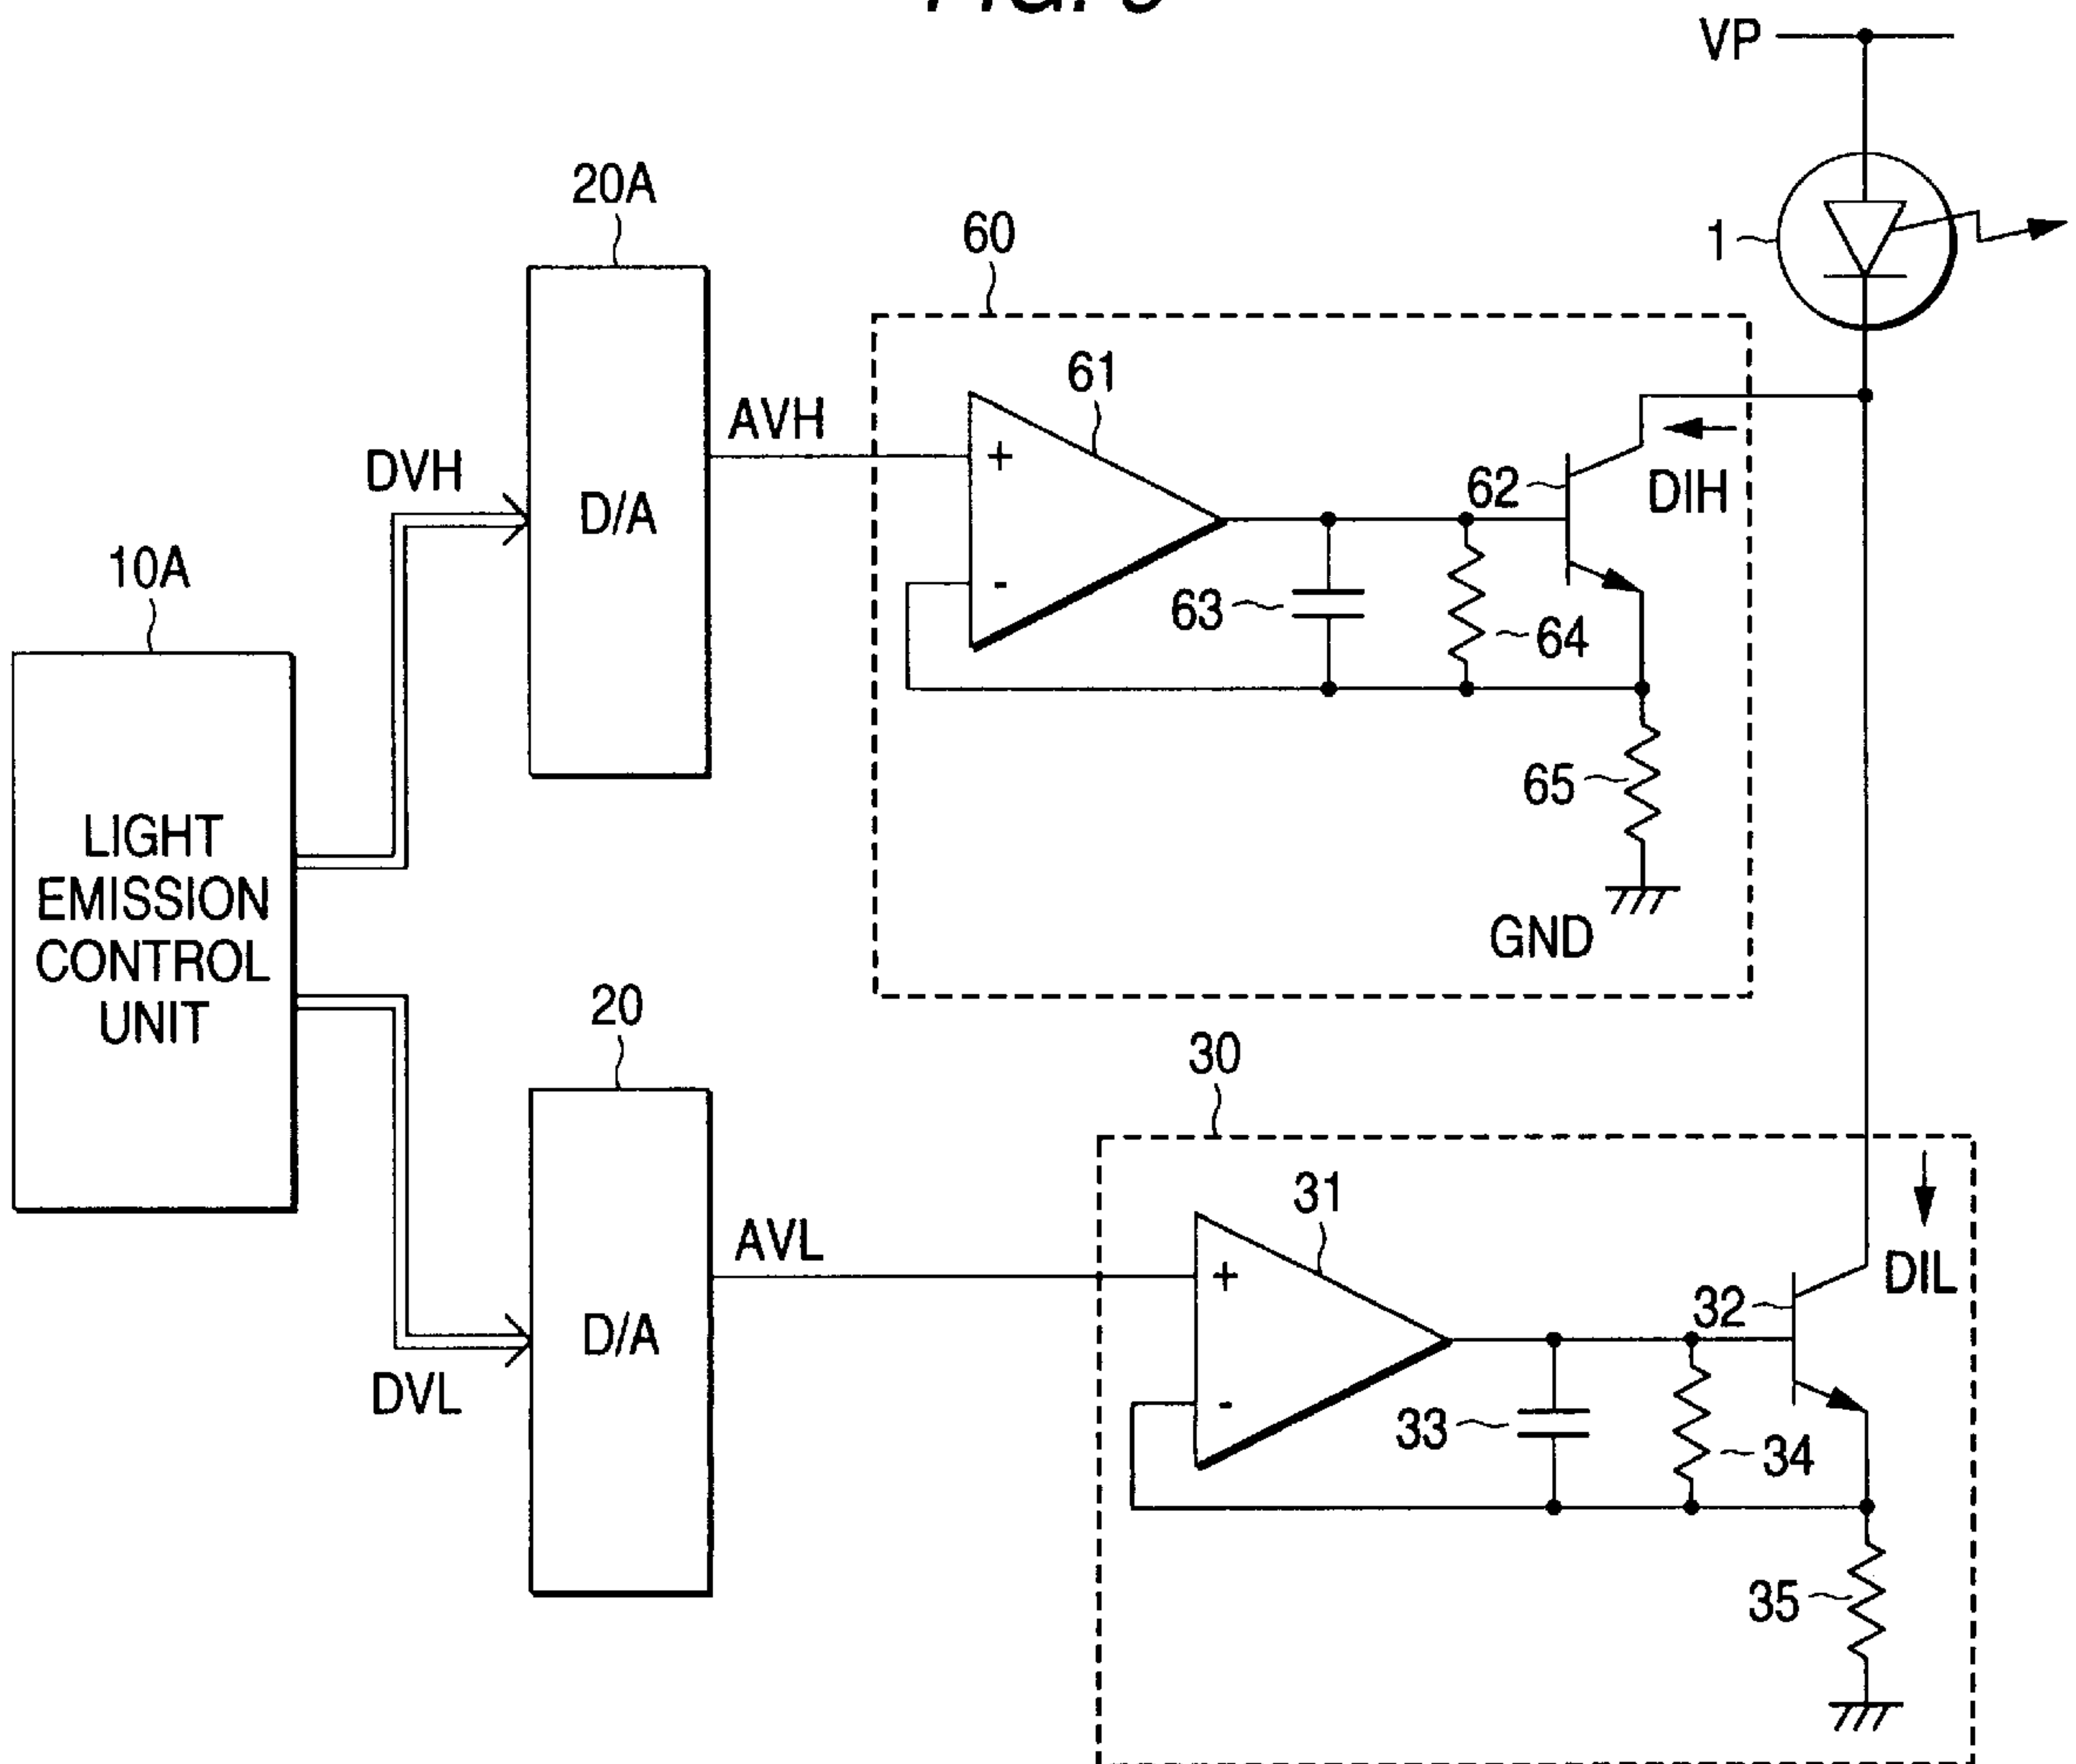 VP
20A
60
1
61
AVH
+
DVH
62
DIH
D/A
10A
-
63
64
65
LIGHT
EMISSION
CONTROL
UNIT
GND
20
30
31
AVL
+
DIL
32
D/A
DVL
-
33
34
35